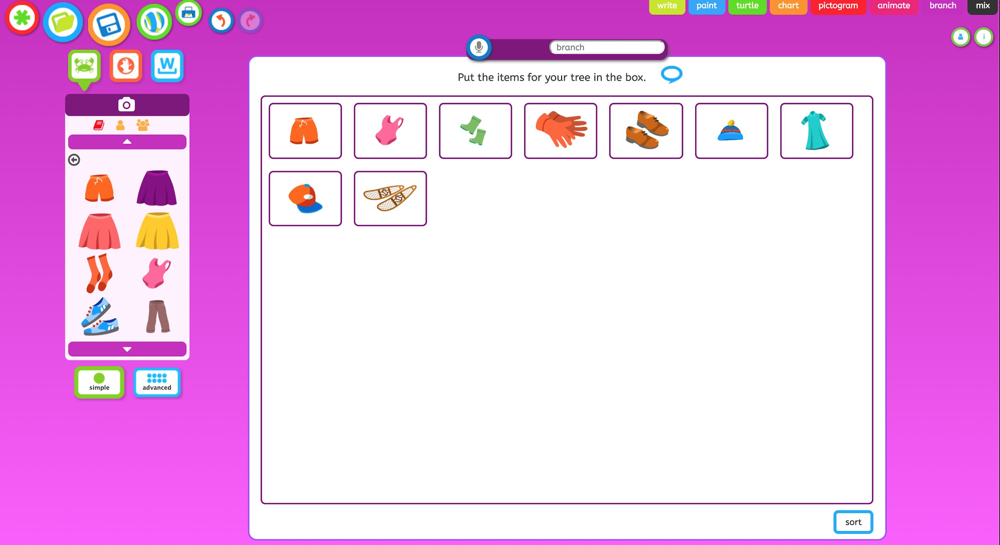 write
paint
turtle
chart
pictogram
animate
branch
mix
i
branch
W
Put the items for your tree in the box.
simple
advanced
sort